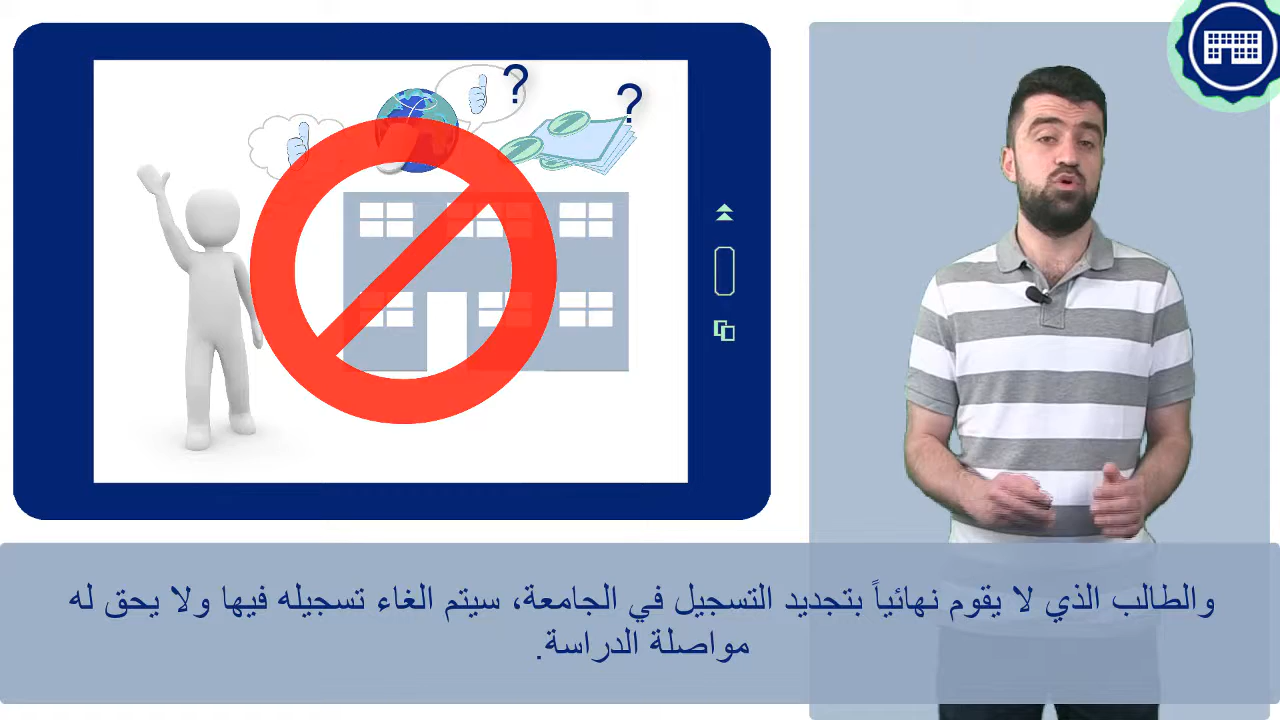 ?
?
والطالب الذي لا يقوم نهائياً بتجديد التسجيل في الجامعة، سيتم الغاء تسجيله فيها ولا يحق له
مواصلة الدراسة.